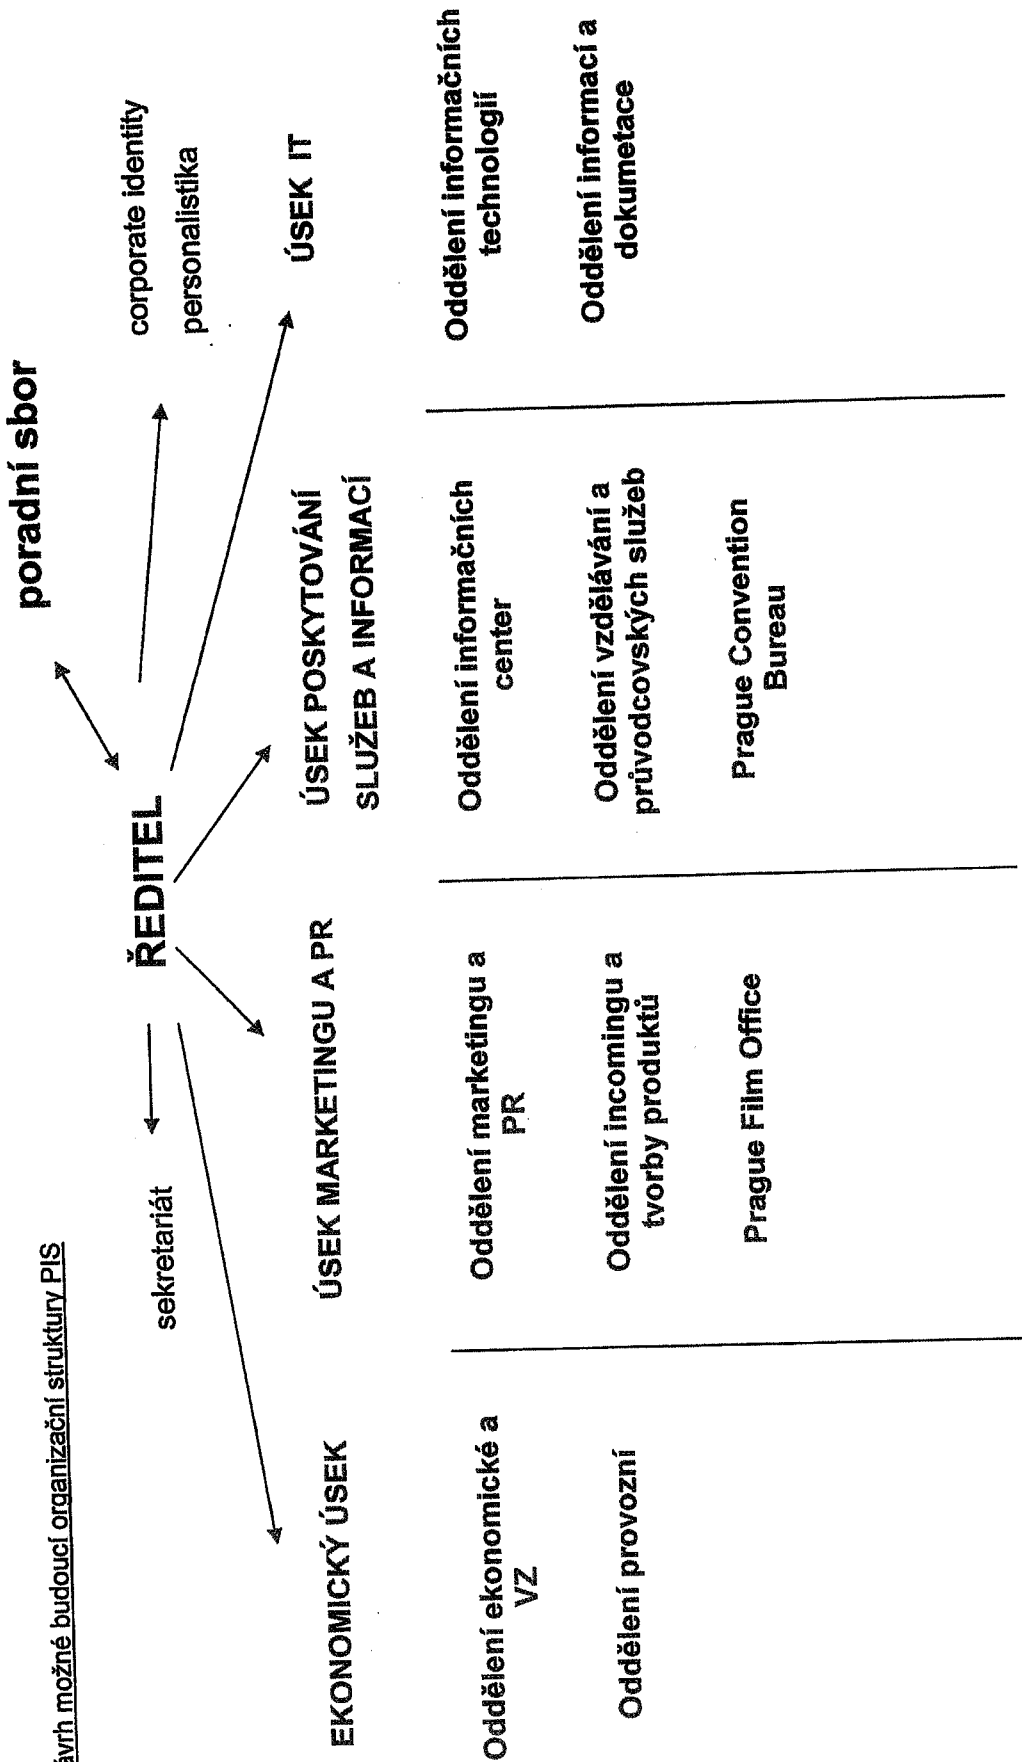 ávrh možné budoucí organizační struktury PIS
poradní sbor
ŘEDITEL
sekretariát
corporate identity
personalistika
EKONOMICKÝ ÚSEK
Oddělení ekonomické a
VZ
Oddělení provozní
ÚSEK MARKETINGU A PR
Oddělení marketingu a
PR
Oddělení incomingu a
tvorby produktů
Prague Film Office
ÚSEK POSKYTOVÁNÍ
SLUŽEB A INFORMACÍ
Oddělení informačních
center
Oddělení vzdělávání a
průvodcovských služeb
Prague Convention
Bureau
ÚSEK IT
Oddělení informačních
technologií
Oddělení informací a
dokumetace